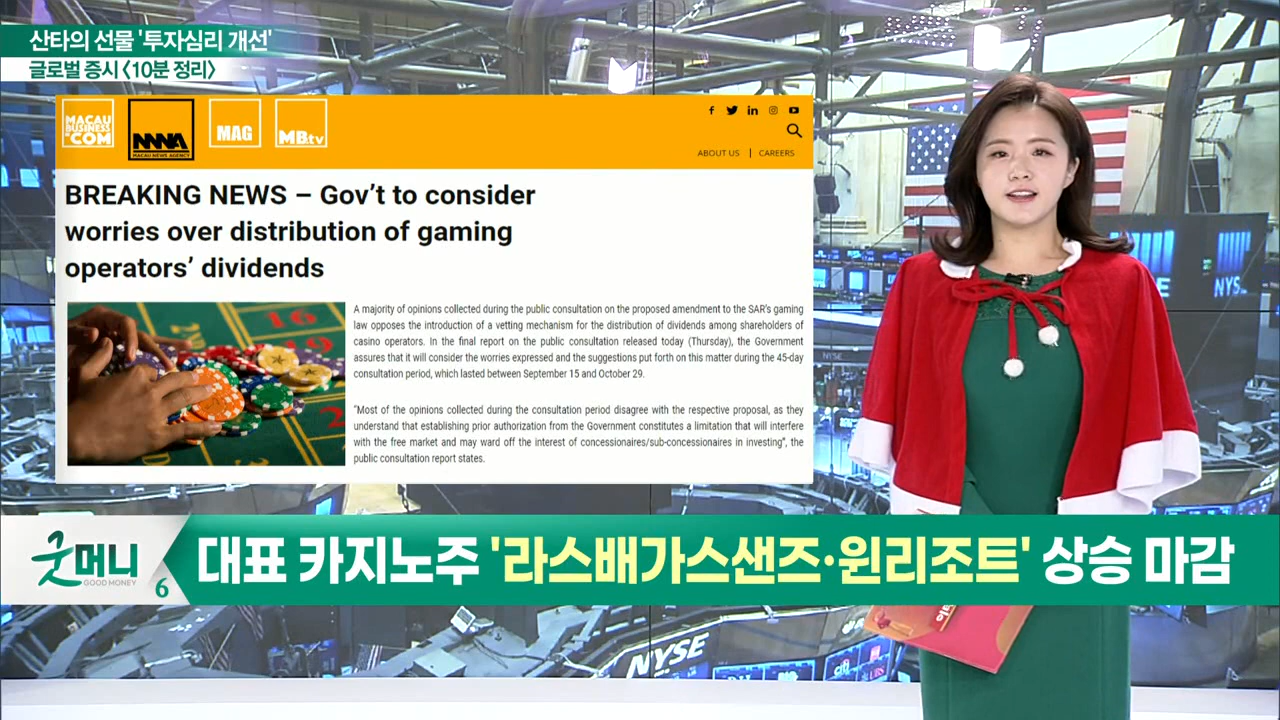 산타의 선물 '투자심리 개선'
글로벌 증시 <10분 정리>
MACAU
BUSINESS
.COM
MNA
MACAU NEWS AGENCY
MAG
MB.tv
ABOUT US | CAREERS
BREAKING NEWS – Gov't to consider
worries over distribution of gaming
operators' dividends
A majority of opinions collected during the public consultation on the proposed amendment to the SAR's gaming
law opposes the introduction of a vetting mechanism for the distribution of dividends among shareholders of
casino operators. In the final report on the public consultation released today (Thursday), the Government
assures that it will consider the worries expressed and the suggestions put forth on this matter during the 45-day
consultation period, which lasted between September 15 and October 29.
"Most of the opinions collected during the consultation period disagree with the respective proposal, as they
understand that establishing prior authorization from the Government constitutes a limitation that will interfere
with the free market and may ward off the interest of concessionaires/sub-concessionaires in investing", the
public consultation report states.
16
19
2
NYS
굿머니
GOOD MONEY
6
대표 카지노주 '라스배가스샌즈·윈리조트' 상승 마감
NYSE
citi
UBS